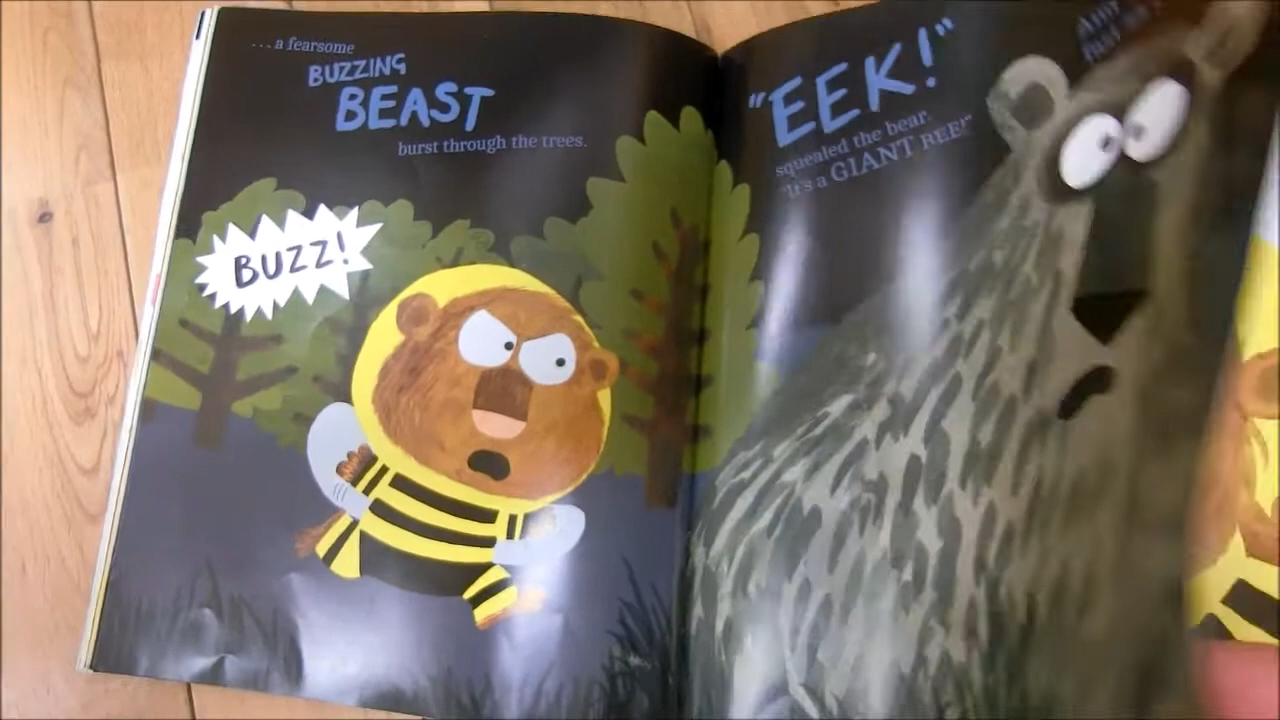 ...a fearsome
BUZZING
BEAST
burst through the trees.
BUZZ!
"EEK!"
squealed the bear.
"It's a GIANT BEE!"